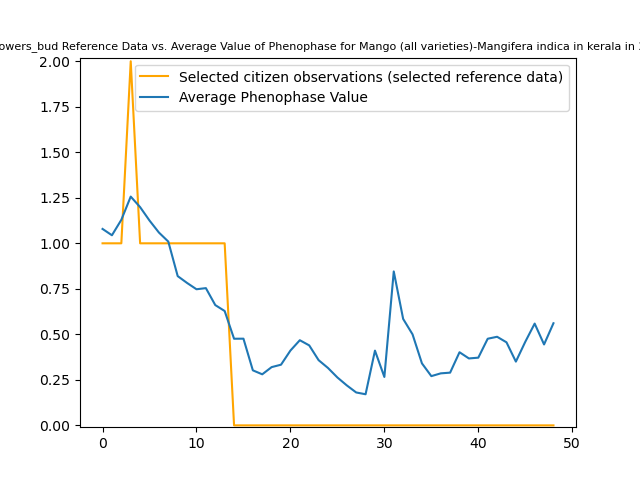 owers_bud Reference Data vs. Average Value of Phenophase for Mango (all varieties)-Mangifera indica in kerala in
Selected citizen observations (selected reference data)
Average Phenophase Value
2.00
1.75
1.50
1.25
1.00
0.75
0.50
0.25
0.00
0 10 20 30 40 50